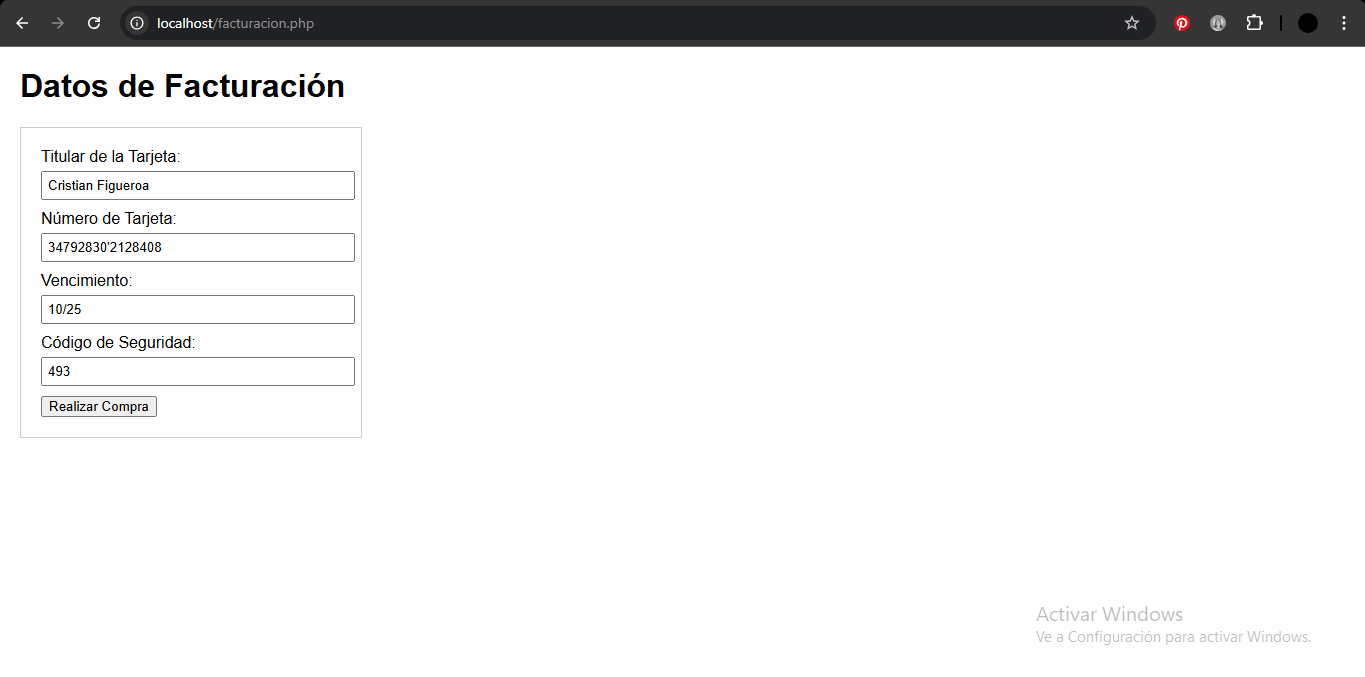 localhost/facturacion.php
Datos de Facturación
Titular de la Tarjeta:
Cristian Figueroa
Número de Tarjeta:
34792830'2128408
Vencimiento:
10/25
Código de Seguridad:
493
Realizar Compra
Activar Windows
Ve a Configuración para activar Windows.